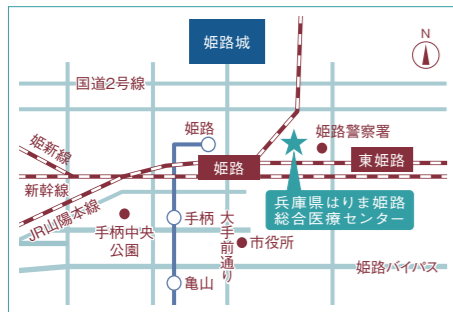 姫路城
N
国道2号線
姫路
姫路警察署
姫新線
姫路
東姫路
新幹線
兵庫県はりま姫路
総合医療センター
JR山陽本線
手柄中央
公園
手柄
大手前通り
市役所
姫路バイパス
亀山